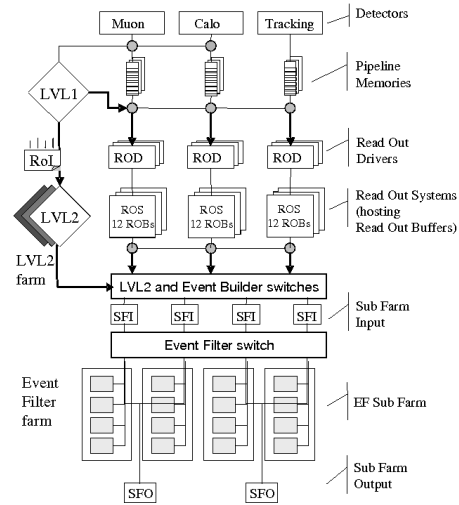 Muon
Calo
Tracking
Detectors
LVL1
Pipeline
Memories
RoI
ROD
ROD
ROD
Read Out
Drivers
LVL2
LVL2
farm
ROS
12 ROBs
ROS
12 ROBs
ROS
12 ROBs
Read Out Systems
(hosting
Read Out Buffers)
LVL2 and Event Builder switches
SFI
SFI
SFI
SFI
Sub Farm
Input
Event Filter switch
Event
Filter
farm
EF Sub Farm
SFO
SFO
Sub Farm
Output